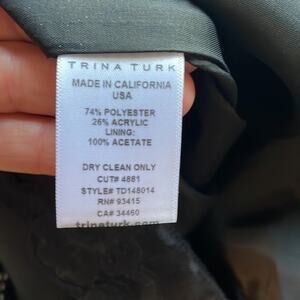 TRINA TURK
MADE IN CALIFORNIA
USA
74% POLYESTER
26% ACRYLIC
LINING:
100% ACETATE
DRY CLEAN ONLY
CUT# 4881
STYLE# TD148014
RN# 93415
CA# 34460
trinaturk.com